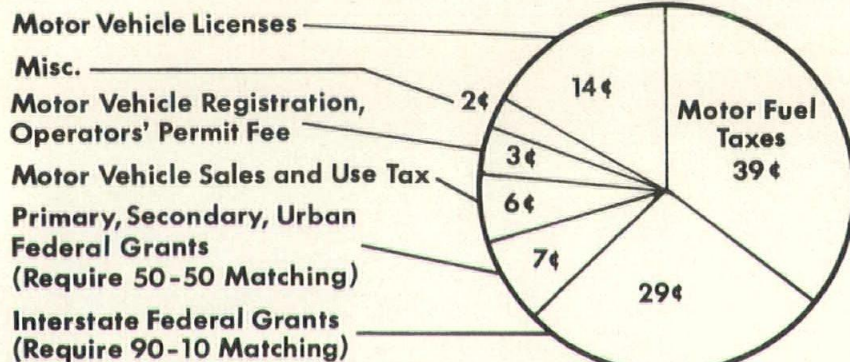 Motor Vehicle Licenses
Misc.
Motor Vehicle Registration,
Operators' Permit Fee
Motor Vehicle Sales and Use Tax
Primary, Secondary, Urban
Federal Grants
(Require 50-50 Matching)
Interstate Federal Grants
(Require 90-10 Matching)
14¢
2¢
3¢
6¢
7¢
29¢
Motor Fuel
Taxes
39¢